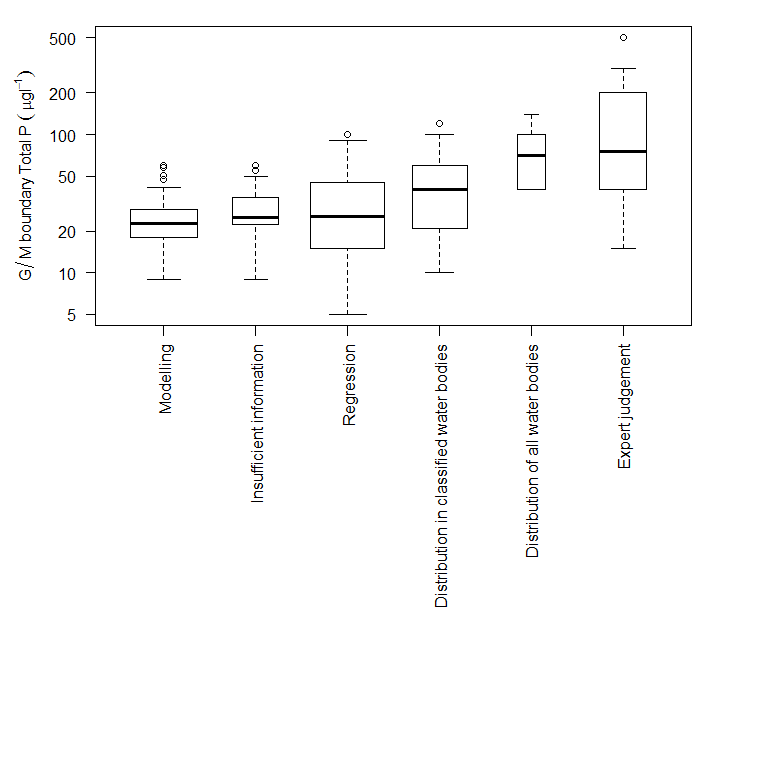 G/M boundary Total P ( µgl⁻¹)
500
200
100
50
20
10
5
Modelling
Insufficient information
Regression
Distribution in classified water bodies
Distribution of all water bodies
Expert judgement